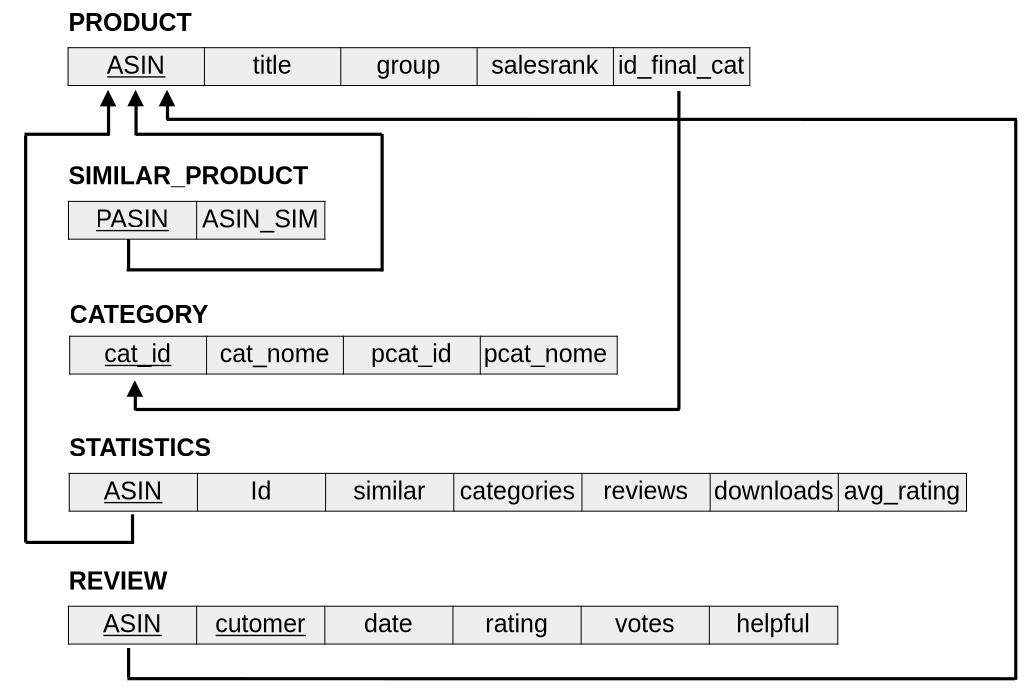 PRODUCT
ASIN title group salesrank id_final_cat
SIMILAR_PRODUCT
PASIN ASIN_SIM
CATEGORY
cat_id cat_nome pcat_id pcat_nome
STATISTICS
ASIN Id similar categories reviews downloads avg_rating
REVIEW
ASIN cutomer date rating votes helpful